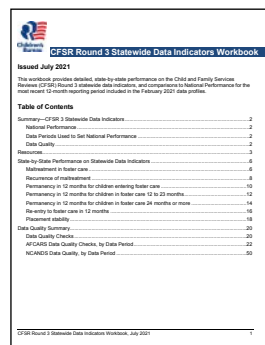 Children's
Bureau
CFSR Round 3 Statewide Data Indicators Workbook
Issued July 2021
This workbook provides detailed, state-by-state performance on the Child and Family Services
Reviews (CFSR) Round 3 statewide data indicators, and comparisons to National Performance for the
most recent 12-month reporting period included in the February 2021 data profiles.
Table of Contents
Summary—CFSR 3 Statewide Data Indicators 2
National Performance 2
Data Periods Used to Set National Performance 2
Data Quality 2
Resources 3
State-by-State Performance on Statewide Data Indicators 6
Maltreatment in foster care 6
Recurrence of maltreatment 8
Permanency in 12 months for children entering foster care 10
Permanency in 12 months for children in foster care 12 to 23 months 12
Permanency in 12 months for children in foster care 24 months or more 14
Re-entry to foster care in 12 months 16
Placement stability 18
Data Quality Summary 20
Data Quality Checks 20
AFCARS Data Quality Checks, by Data Period 22
NCANDS Data Quality, by Data Period 50
CFSR Round 3 Statewide Data Indicators Workbook, July 2021 1